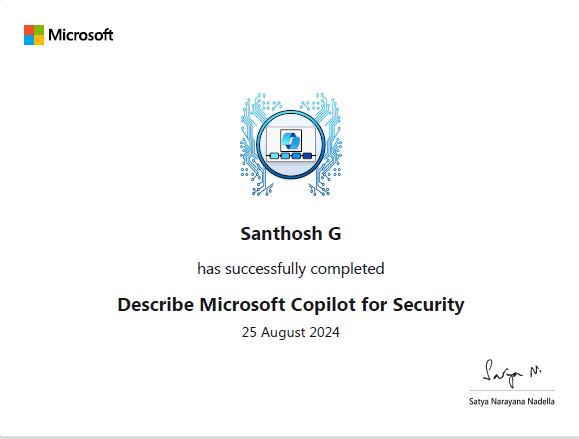 Microsoft
Santhosh G
has successfully completed
Describe Microsoft Copilot for Security
25 August 2024
Satya N.
Satya Narayana Nadella